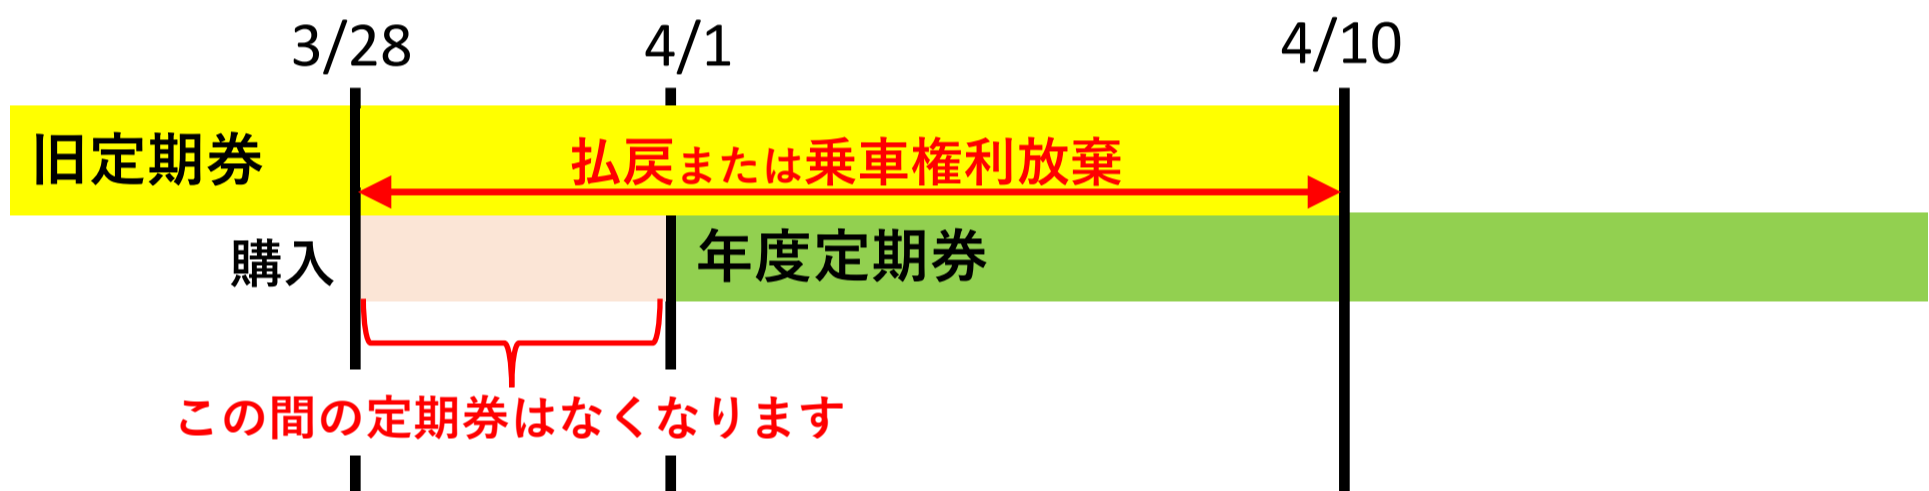 3/28 4/1 4/10
旧定期券 払戻または乗車権利放棄
購入 年度定期券
この間の定期券はなくなります